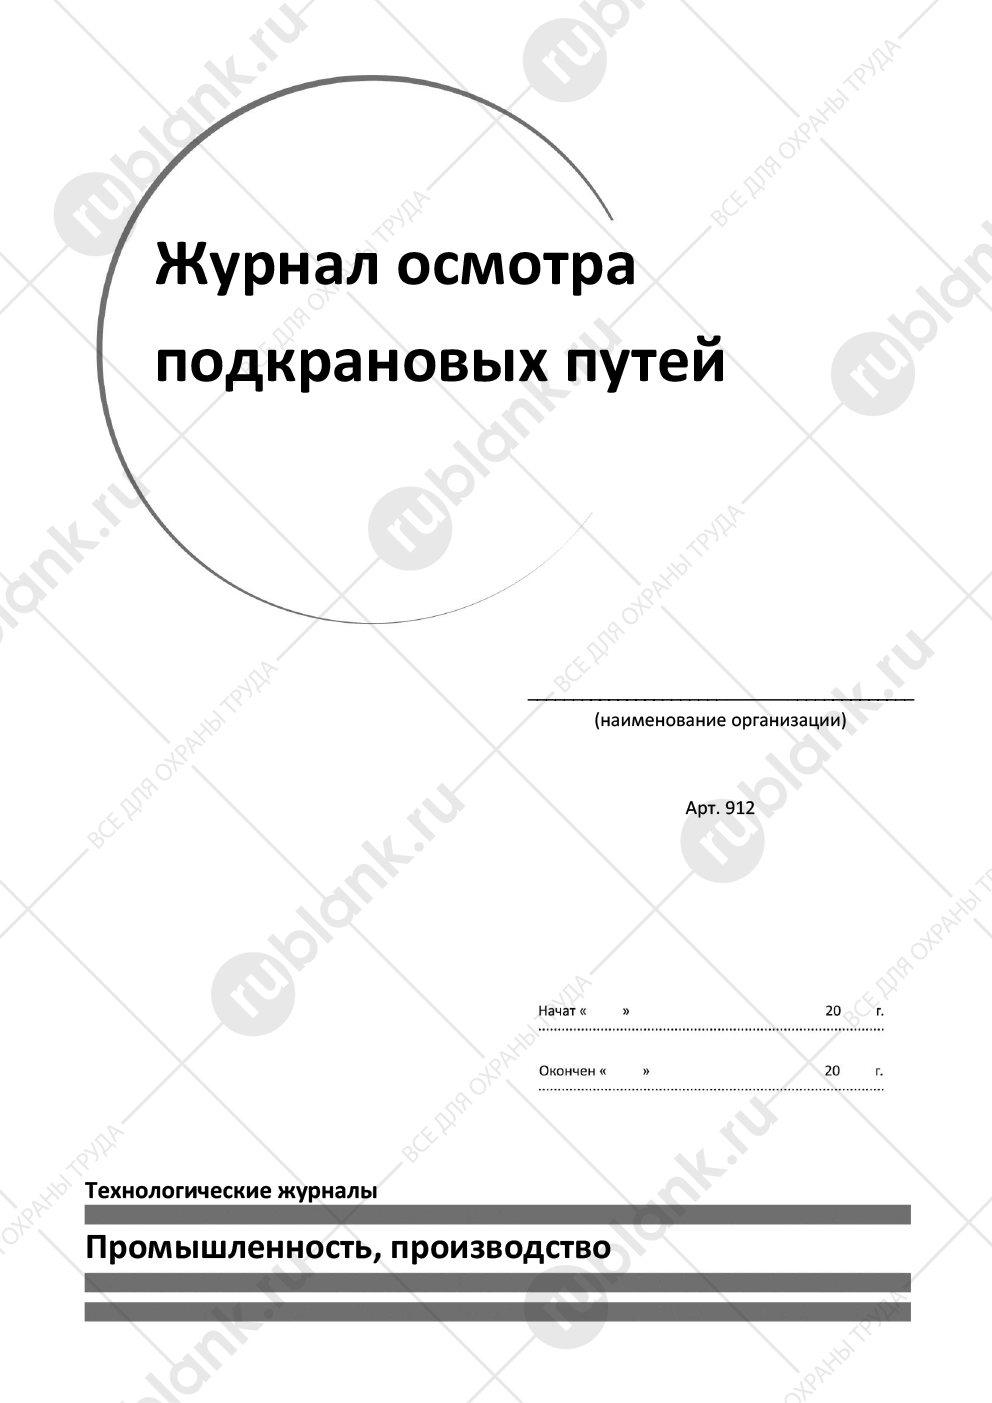 Журнал осмотра
подкрановых путей
(наименование организации)
Арт. 912
Начат « » 20 г.
Окончен « » 20 г.
Технологические журналы
Промышленность, производство
rublank.ru
ВСЕ ДЛЯ ОХРАНЫ ТРУДА